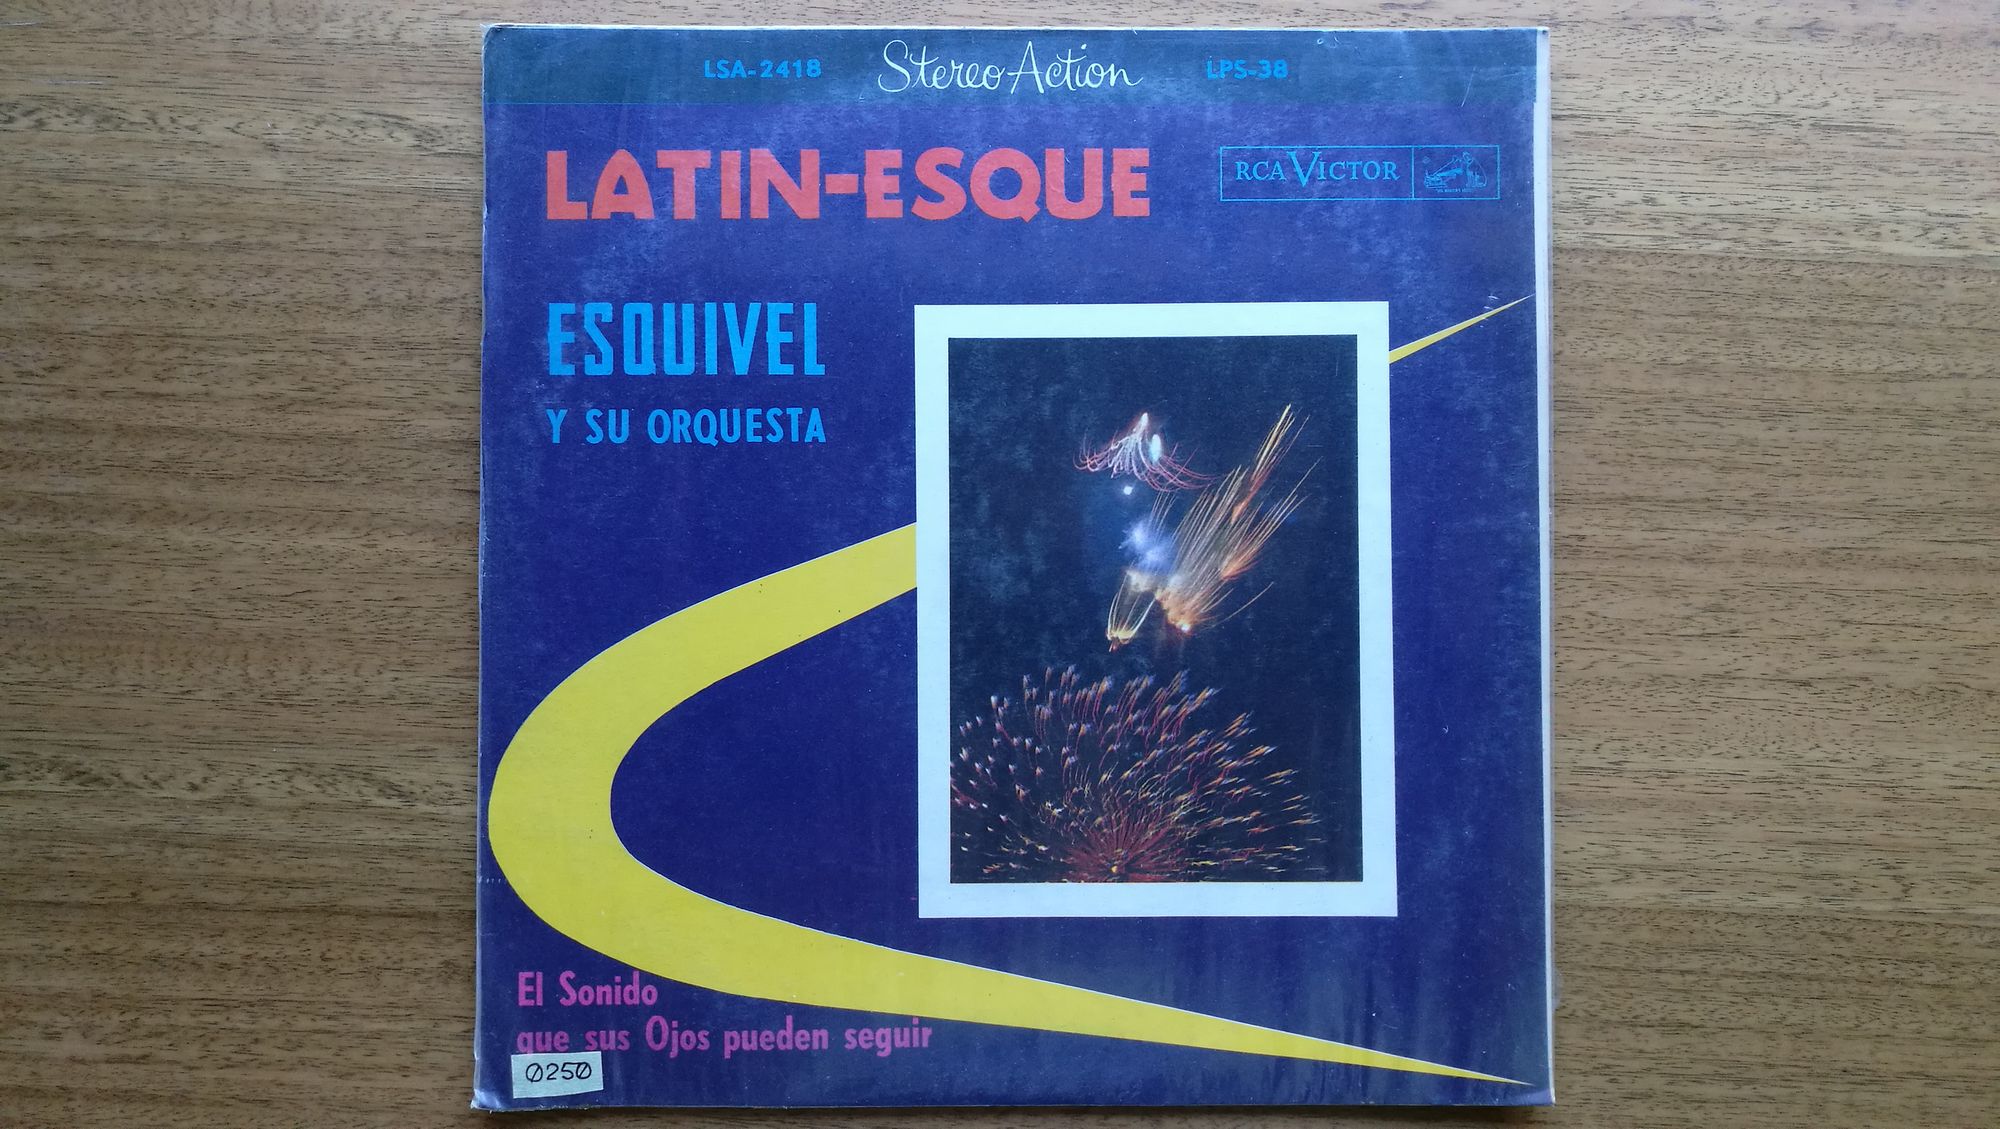 LSA-2418 Stereo Action LPS-38
LATIN-ESQUE
RCA VICTOR
ESQUIVEL
Y SU ORQUESTA
El Sonido
que sus Ojos pueden seguir
0250